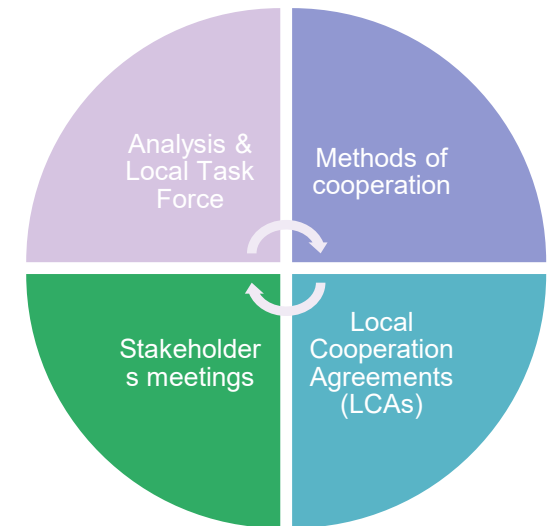 Analysis &
Local Task
Force
Methods of
cooperation
Stakeholder
s meetings
Local
Cooperation
Agreements
(LCAs)